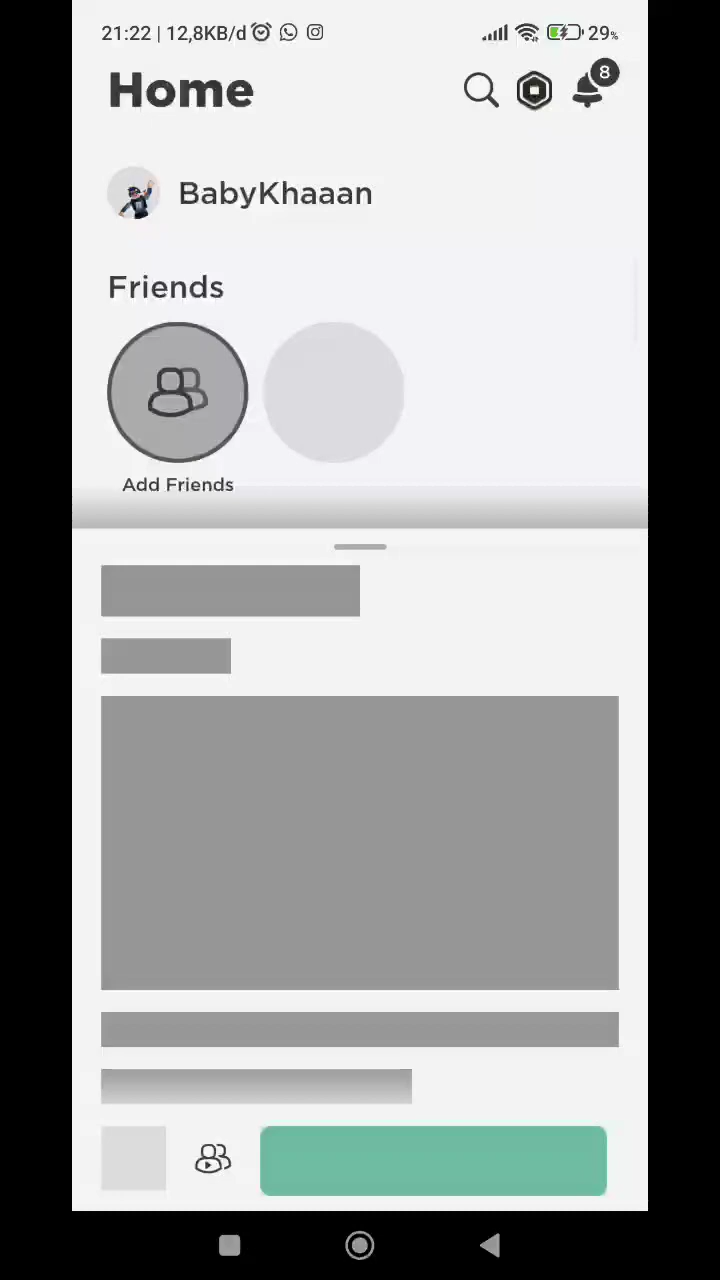 21:22 | 12,8KB/d 29%
Home
8
BabyKhaaan
Friends
Add Friends